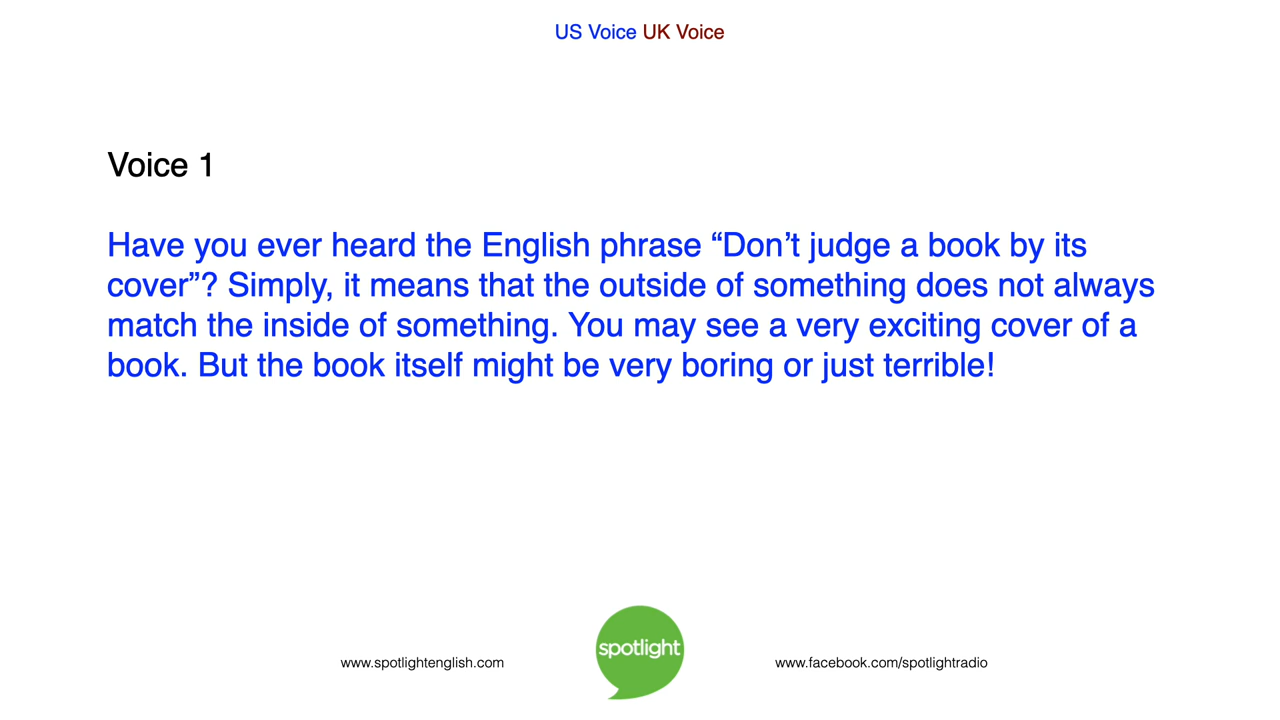 US Voice UK Voice
Voice 1
Have you ever heard the English phrase “Don’t judge a book by its
cover”? Simply, it means that the outside of something does not always
match the inside of something. You may see a very exciting cover of a
book. But the book itself might be very boring or just terrible!
spotlight
www.spotlightenglish.com
www.facebook.com/spotlightradio